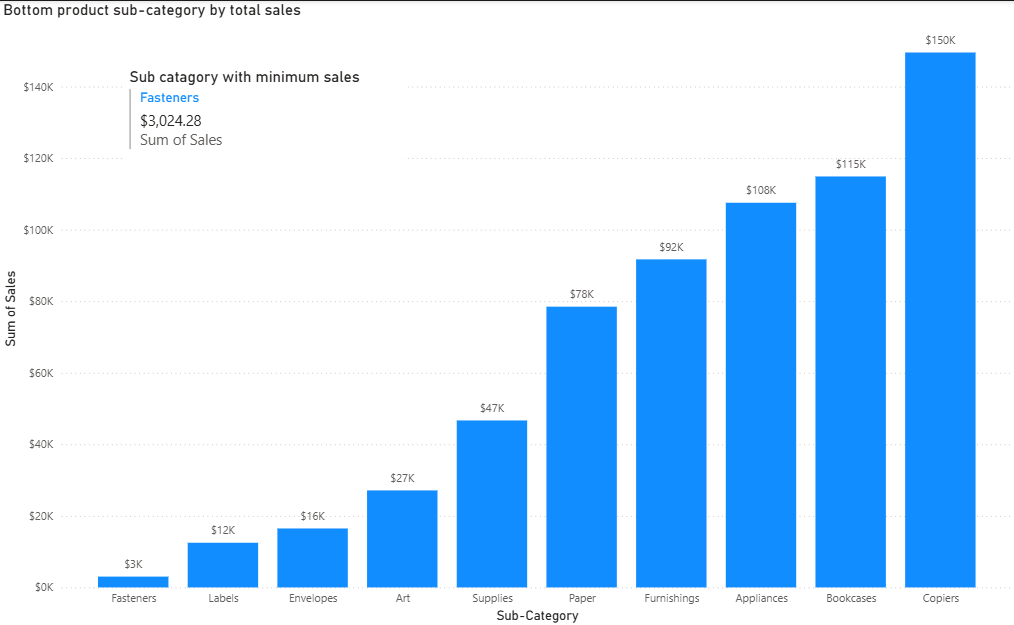 Bottom product sub-category by total sales
Sub catagory with minimum sales
Fasteners
$3,024.28
Sum of Sales
Sum of Sales
$140K
$120K
$100K
$80K
$60K
$40K
$20K
$0K
$3K
$12K
$16K
$27K
$47K
$78K
$92K
$108K
$115K
$150K
Fasteners
Labels
Envelopes
Art
Supplies
Paper
Furnishings
Appliances
Bookcases
Copiers
Sub-Category